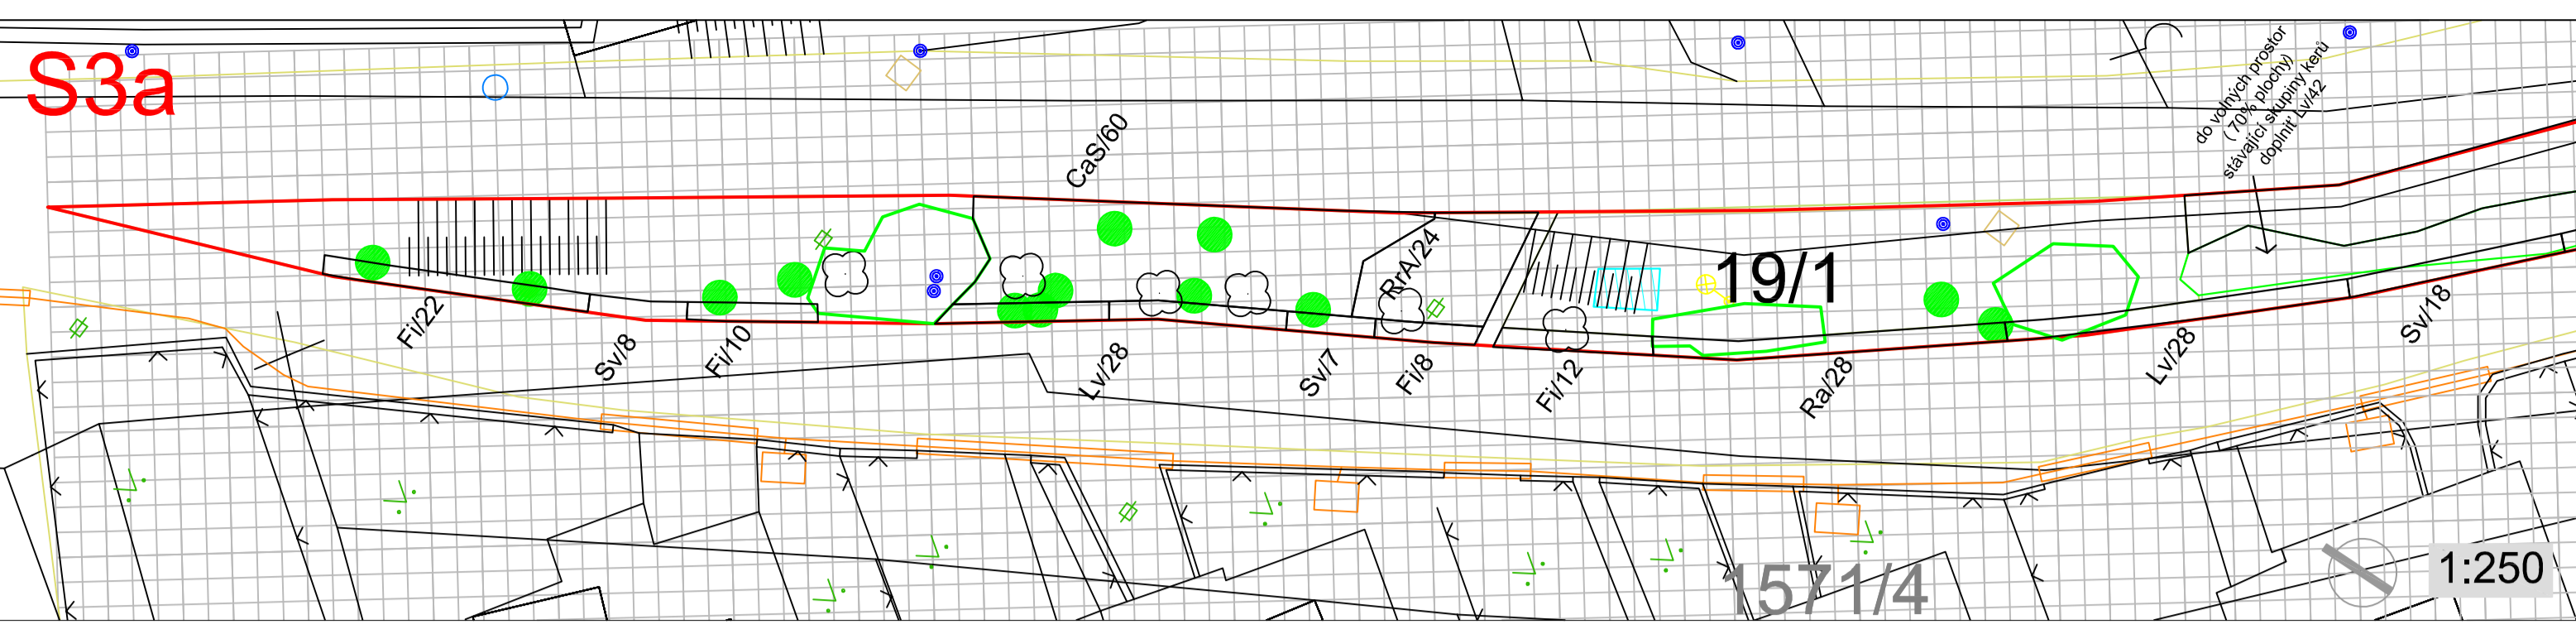 S3a
do volných prostor
( 70% plochy)
stávající skupiny kerů
doplnit' Lv/42
CaS/60
RrA/24
19/1
Fi/22
Sv/8
Fi/10
Lv/28
Sv/7
Fi/8
Fi/12
Ra/28
Lv/28
Sv/18
1571/4
1:250